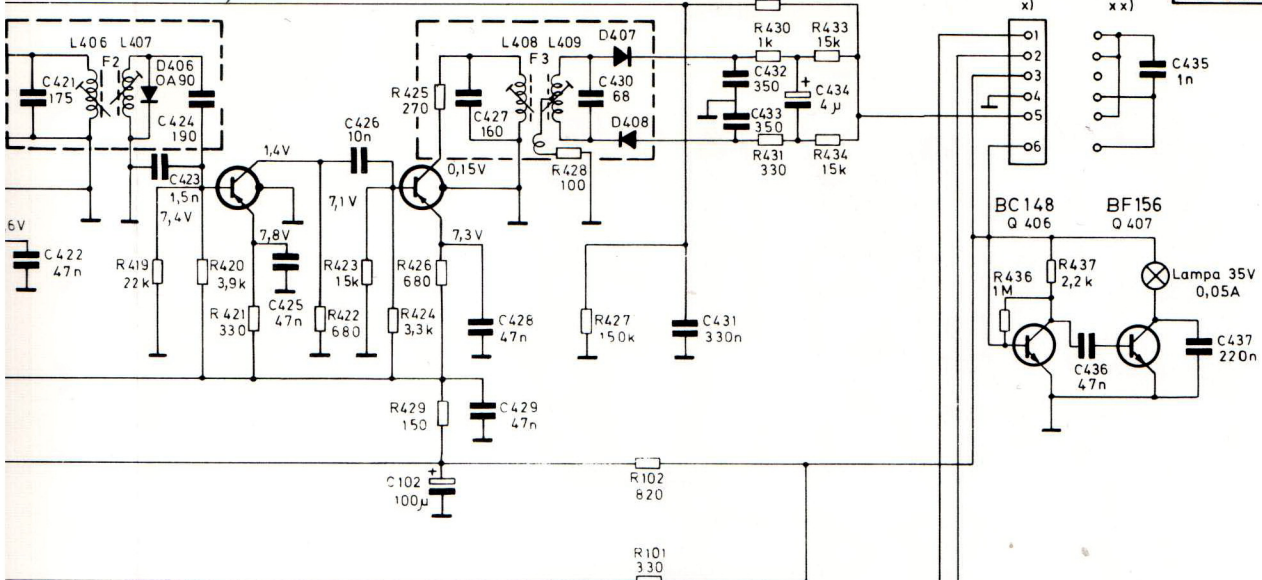 x)
xx)
R430
1k
R433
15k
L406
L407
F2
D406
OA90
C421
175
C424
190
L408
L409
F3
D407
R425
270
C427
160
C430
68
D408
C432
350
C433
350
C434
4µ
+
R431
330
R434
15k
1
2
3
4
5
6
C435
1n
C426
10n
1,4V
0,15V
R428
100
C423
1,5n
7,4V
7,1V
7,8V
7,3V
6V
C422
47n
R419
22k
R420
3,9k
R421
330
C425
47n
R422
680
R423
15k
R424
3,3k
R426
680
C428
47n
R427
150k
C431
330n
BC148
Q 406
BF156
Q 407
R436
1M
R437
2,2k
Lampa 35V
0,05A
C436
47n
C437
220n
R429
150
C429
47n
+
C102
100µ
R102
820
R101
330